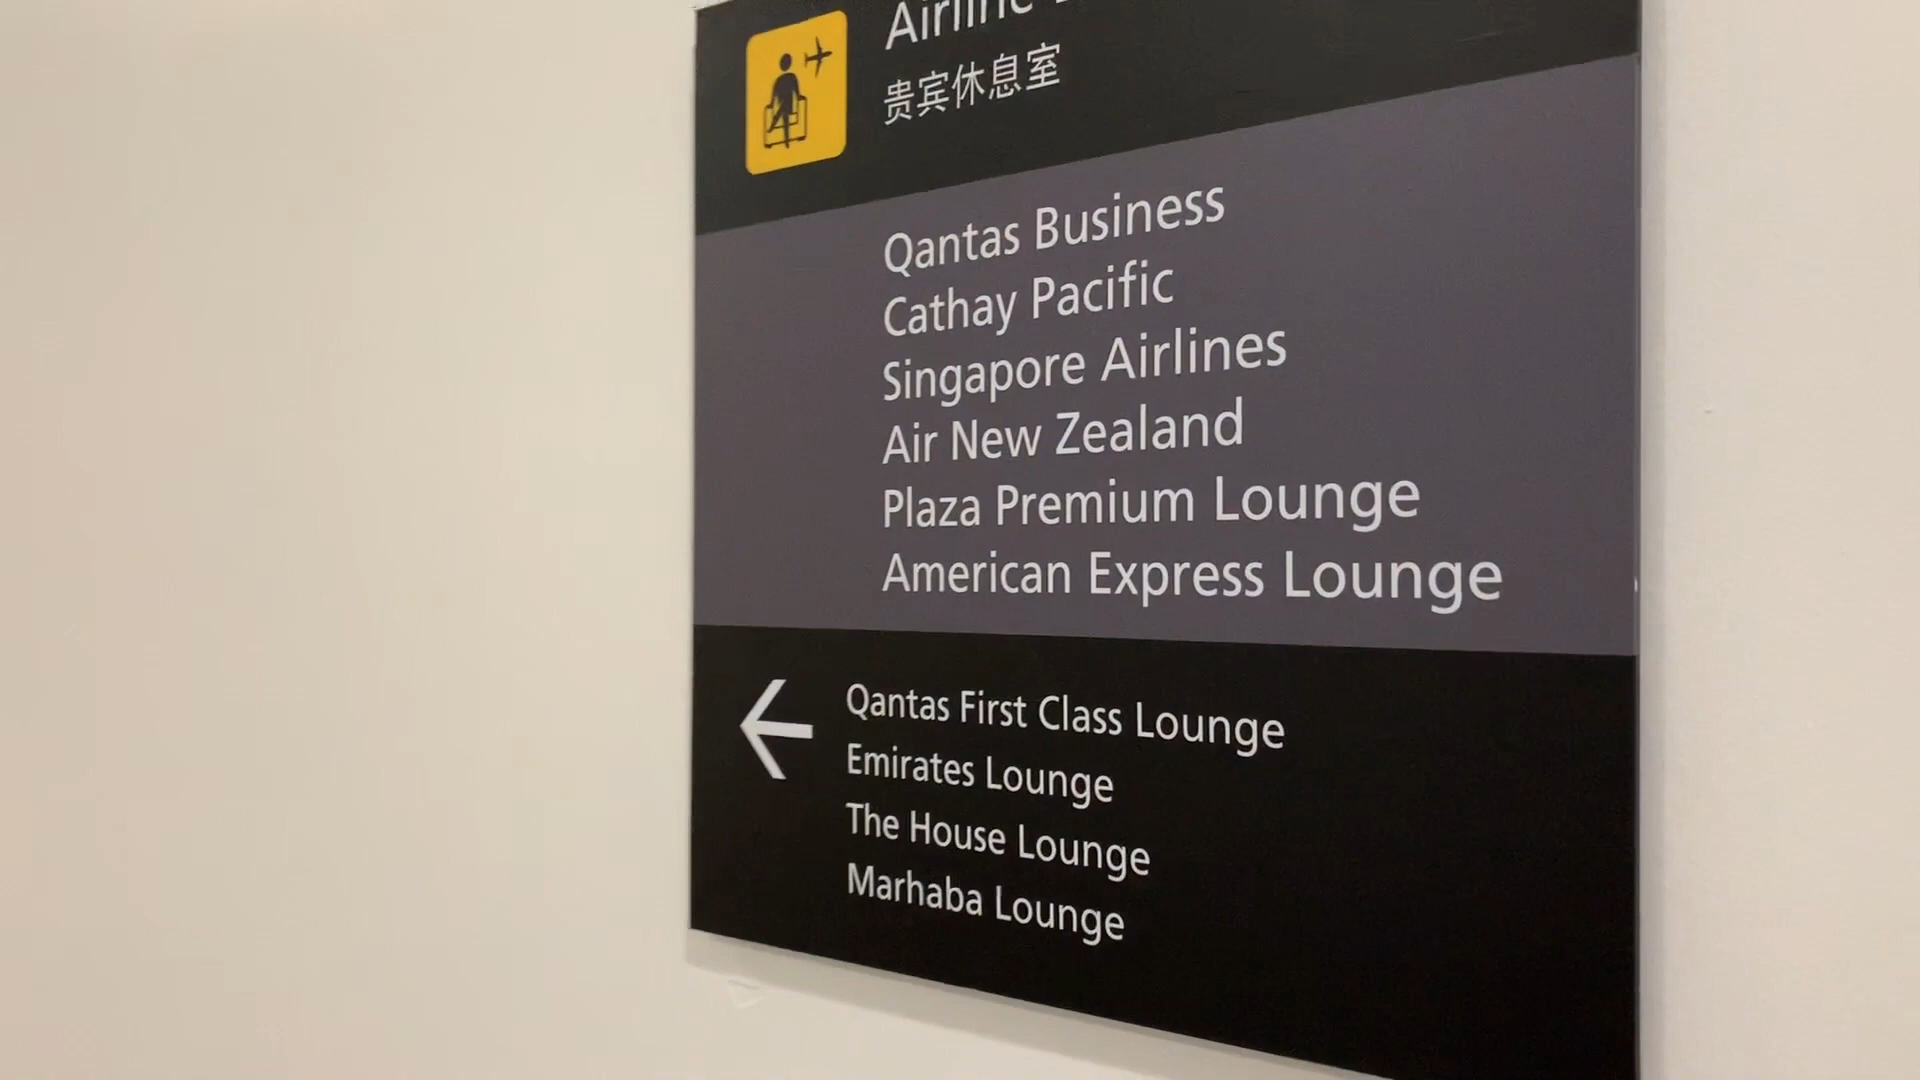 Airline
贵宾休息室
Qantas Business
Cathay Pacific
Singapore Airlines
Air New Zealand
Plaza Premium Lounge
American Express Lounge
Qantas First Class Lounge
Emirates Lounge
The House Lounge
Marhaba Lounge